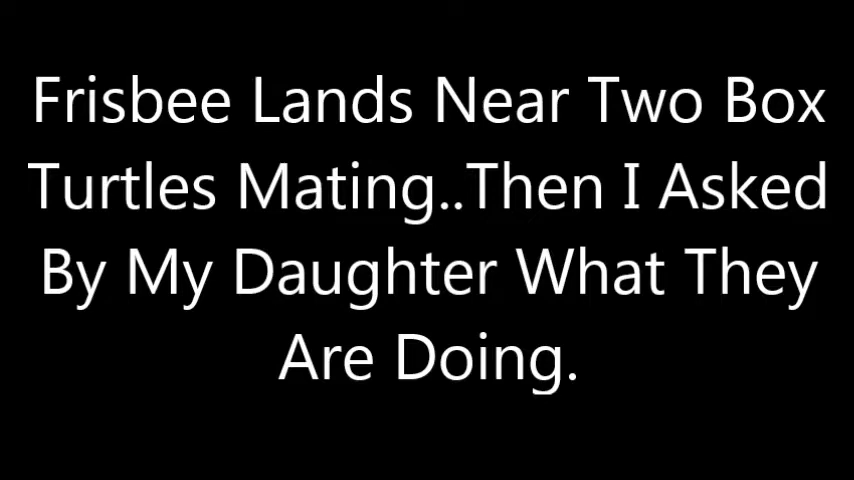 Frisbee Lands Near Two Box
Turtles Mating..Then I Asked
By My Daughter What They
Are Doing.